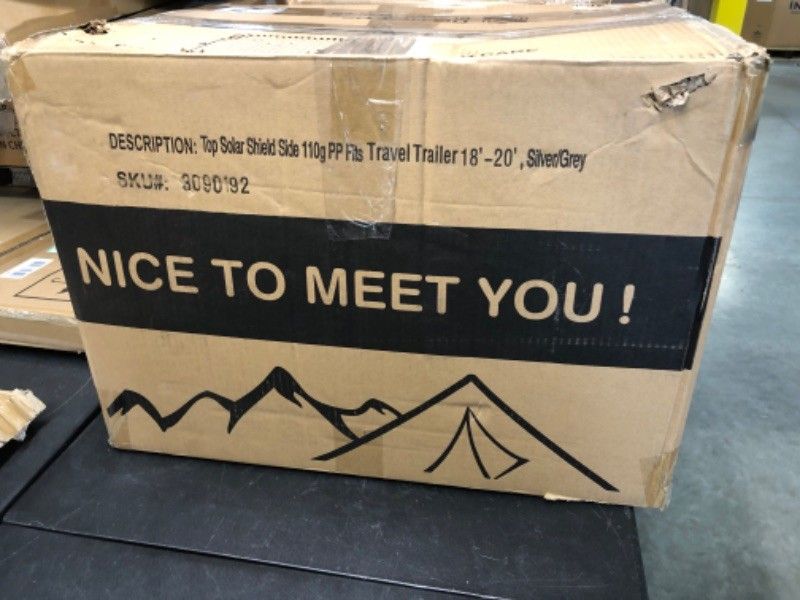 DESCRIPTION: Top Solar Shield Side 110g PP Fits Travel Trailer 18'-20', Silver/Grey
SKU#: 3090192
NICE TO MEET YOU!